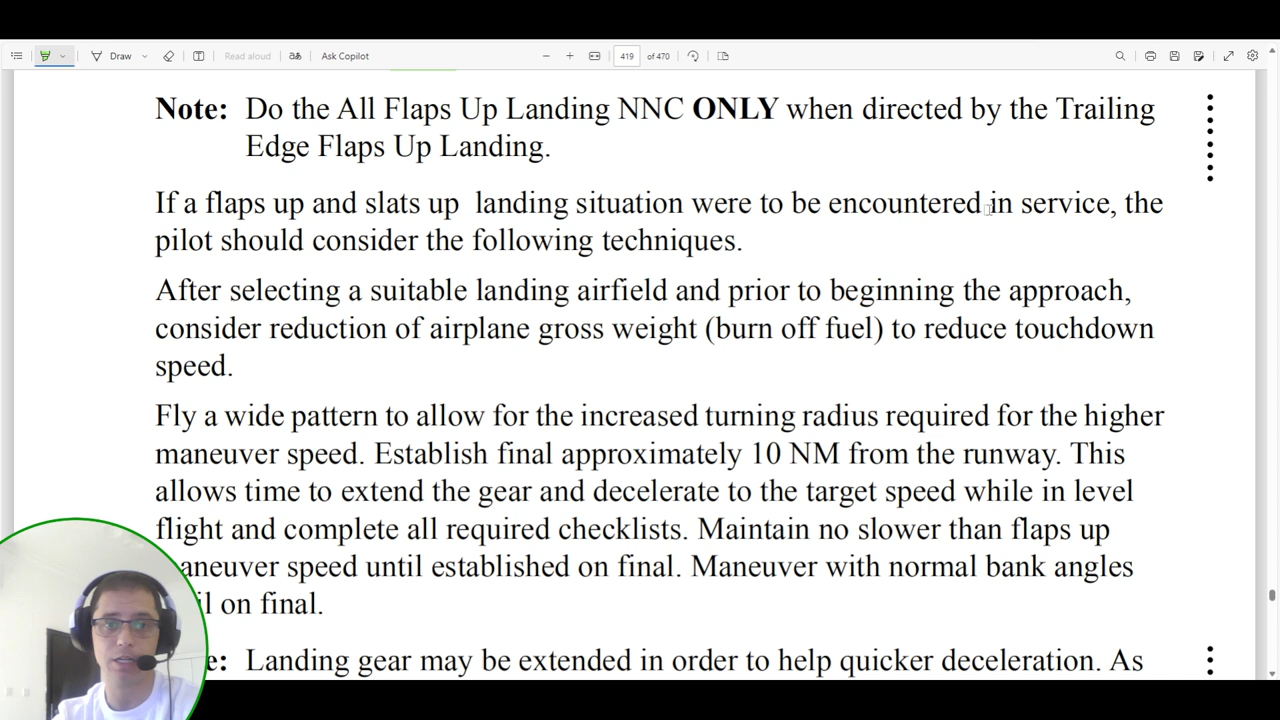 Draw
Read aloud
aあ
Ask Copilot
419 of 470
Note: Do the All Flaps Up Landing NNC ONLY when directed by the Trailing
Edge Flaps Up Landing.
If a flaps up and slats up landing situation were to be encountered in service, the
pilot should consider the following techniques.
After selecting a suitable landing airfield and prior to beginning the approach,
consider reduction of airplane gross weight (burn off fuel) to reduce touchdown
speed.
Fly a wide pattern to allow for the increased turning radius required for the higher
maneuver speed. Establish final approximately 10 NM from the runway. This
allows time to extend the gear and decelerate to the target speed while in level
flight and complete all required checklists. Maintain no slower than flaps up
aneuver speed until established on final. Maneuver with normal bank angles
il on final.
e: Landing gear may be extended in order to help quicker deceleration. As